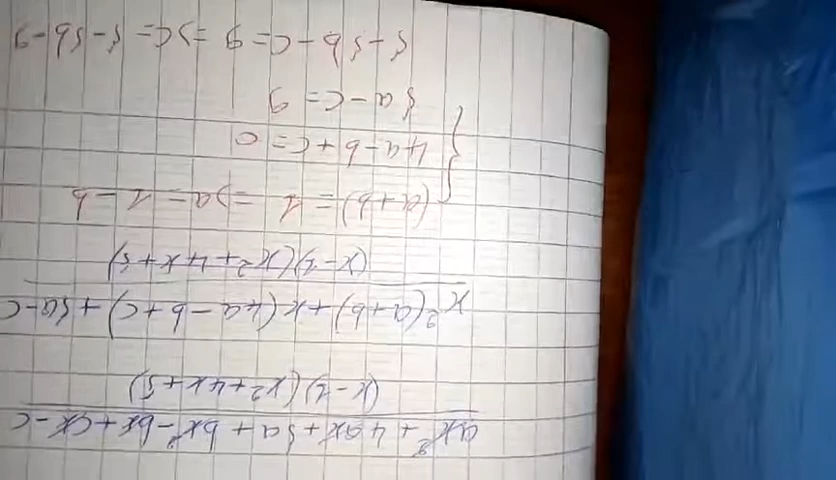 ax² + 4ax + 5a + bx² - bx + cx - c
(x-1)(x²+4x+5)
x²(a+b) + x(4a-b+c) + 5a-c
(x-1)(x²+4x+5)
(a+b) = 1 => a = 1-b
4a-b+c = 0
5a-c = 9
5-5b-c = 9 => c = 5-5b-9